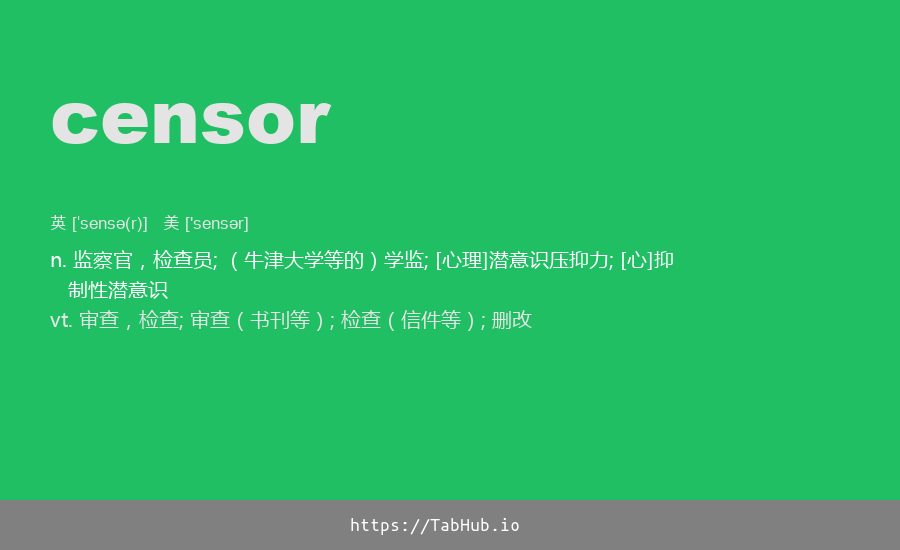 censor
英 ['sensə(r)] 美 ['sensər]
n. 监察官，检查员; （牛津大学等的）学监; [心理]潜意识压抑力; [心]抑
制性潜意识
vt. 审查，检查; 审查（书刊等）; 检查（信件等）; 删改
https://TabHub.io